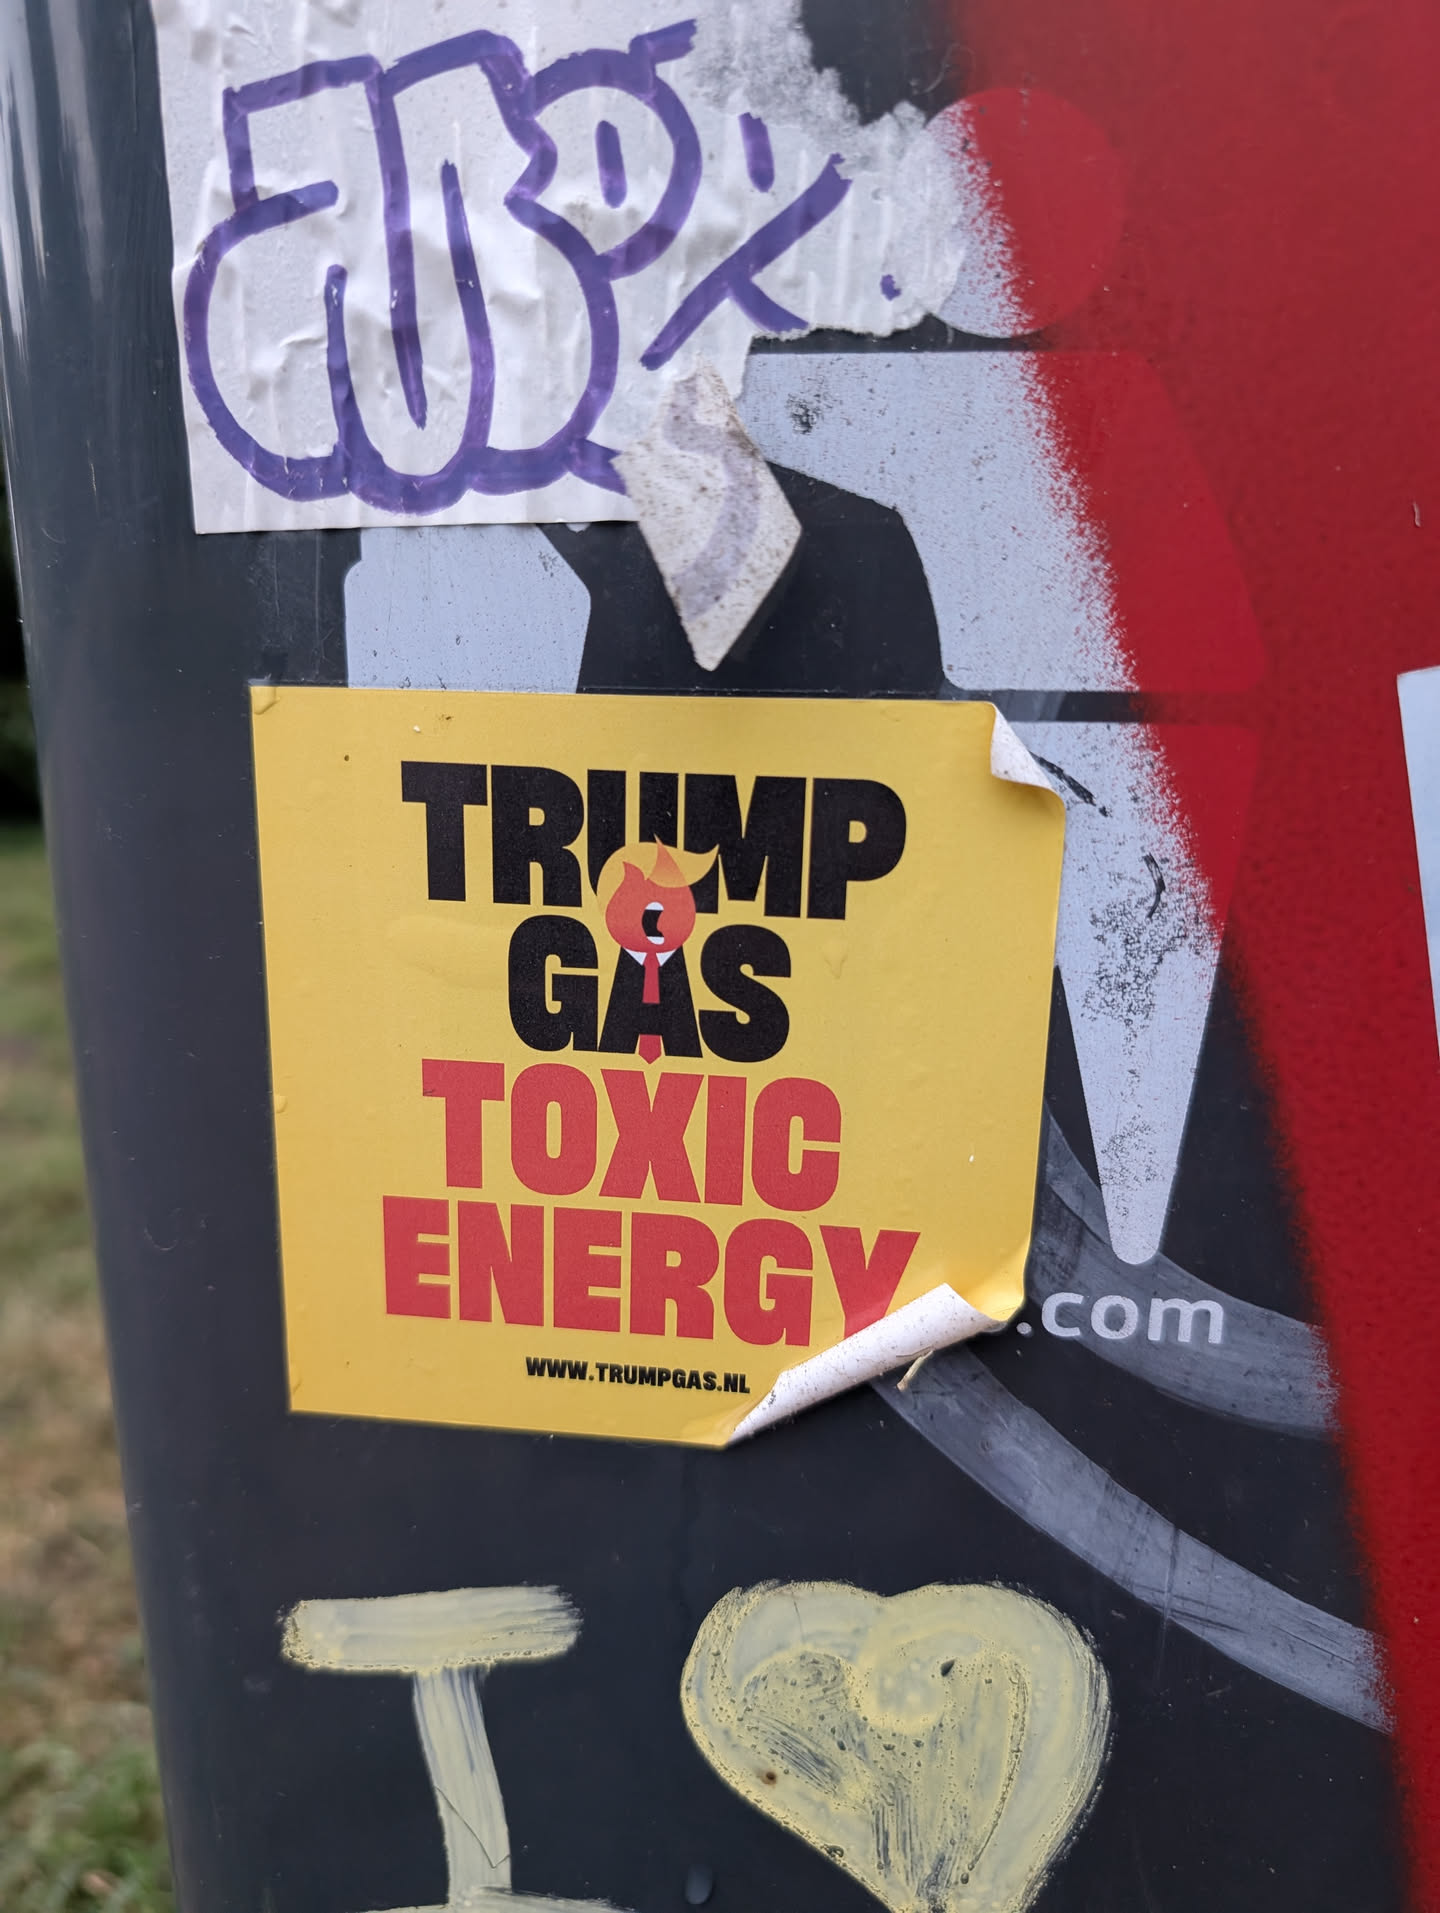 TRUMP
GAS
TOXIC
ENERGY
WWW.TRUMPGAS.NL
.com
I